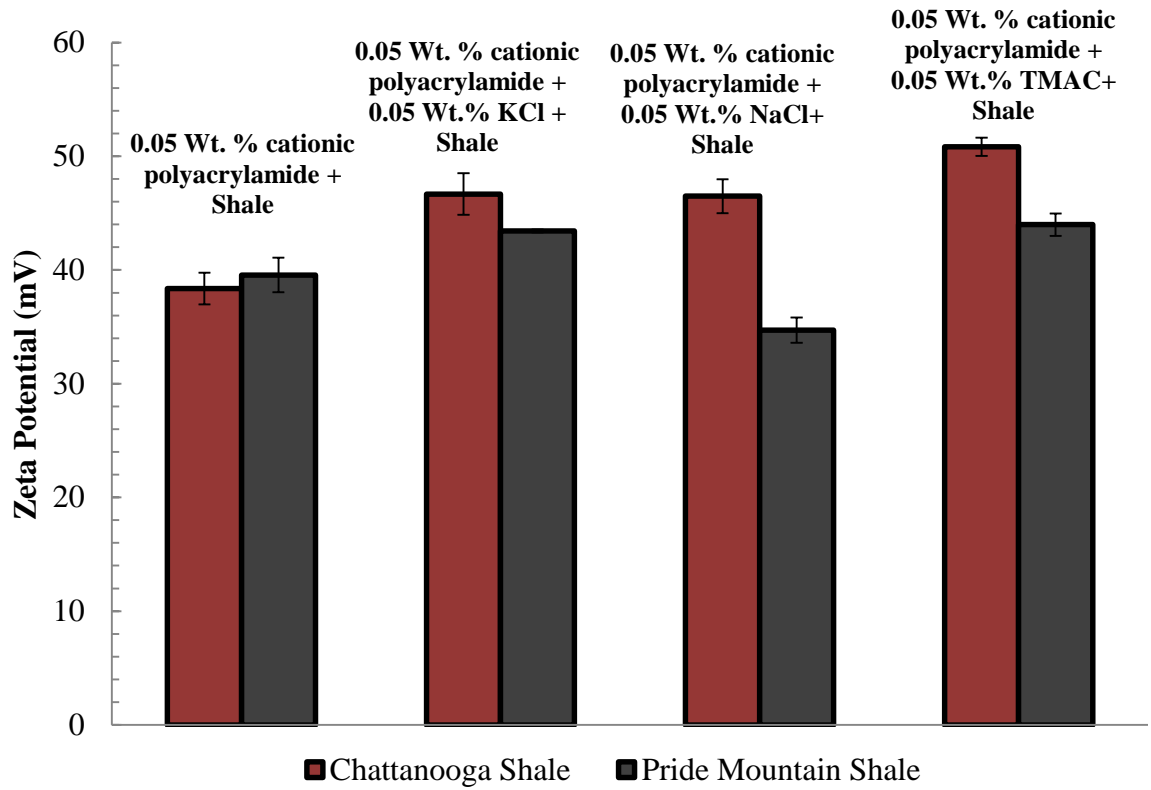 0.05 Wt. % cationic
polyacrylamide +
Shale
0.05 Wt. % cationic
polyacrylamide +
0.05 Wt.% KCl +
Shale
0.05 Wt. % cationic
polyacrylamide +
0.05 Wt.% NaCl+
Shale
0.05 Wt. % cationic
polyacrylamide +
0.05 Wt.% TMAC+
Shale
Zeta Potential (mV)
60
50
40
30
20
10
0
Chattanooga Shale
Pride Mountain Shale